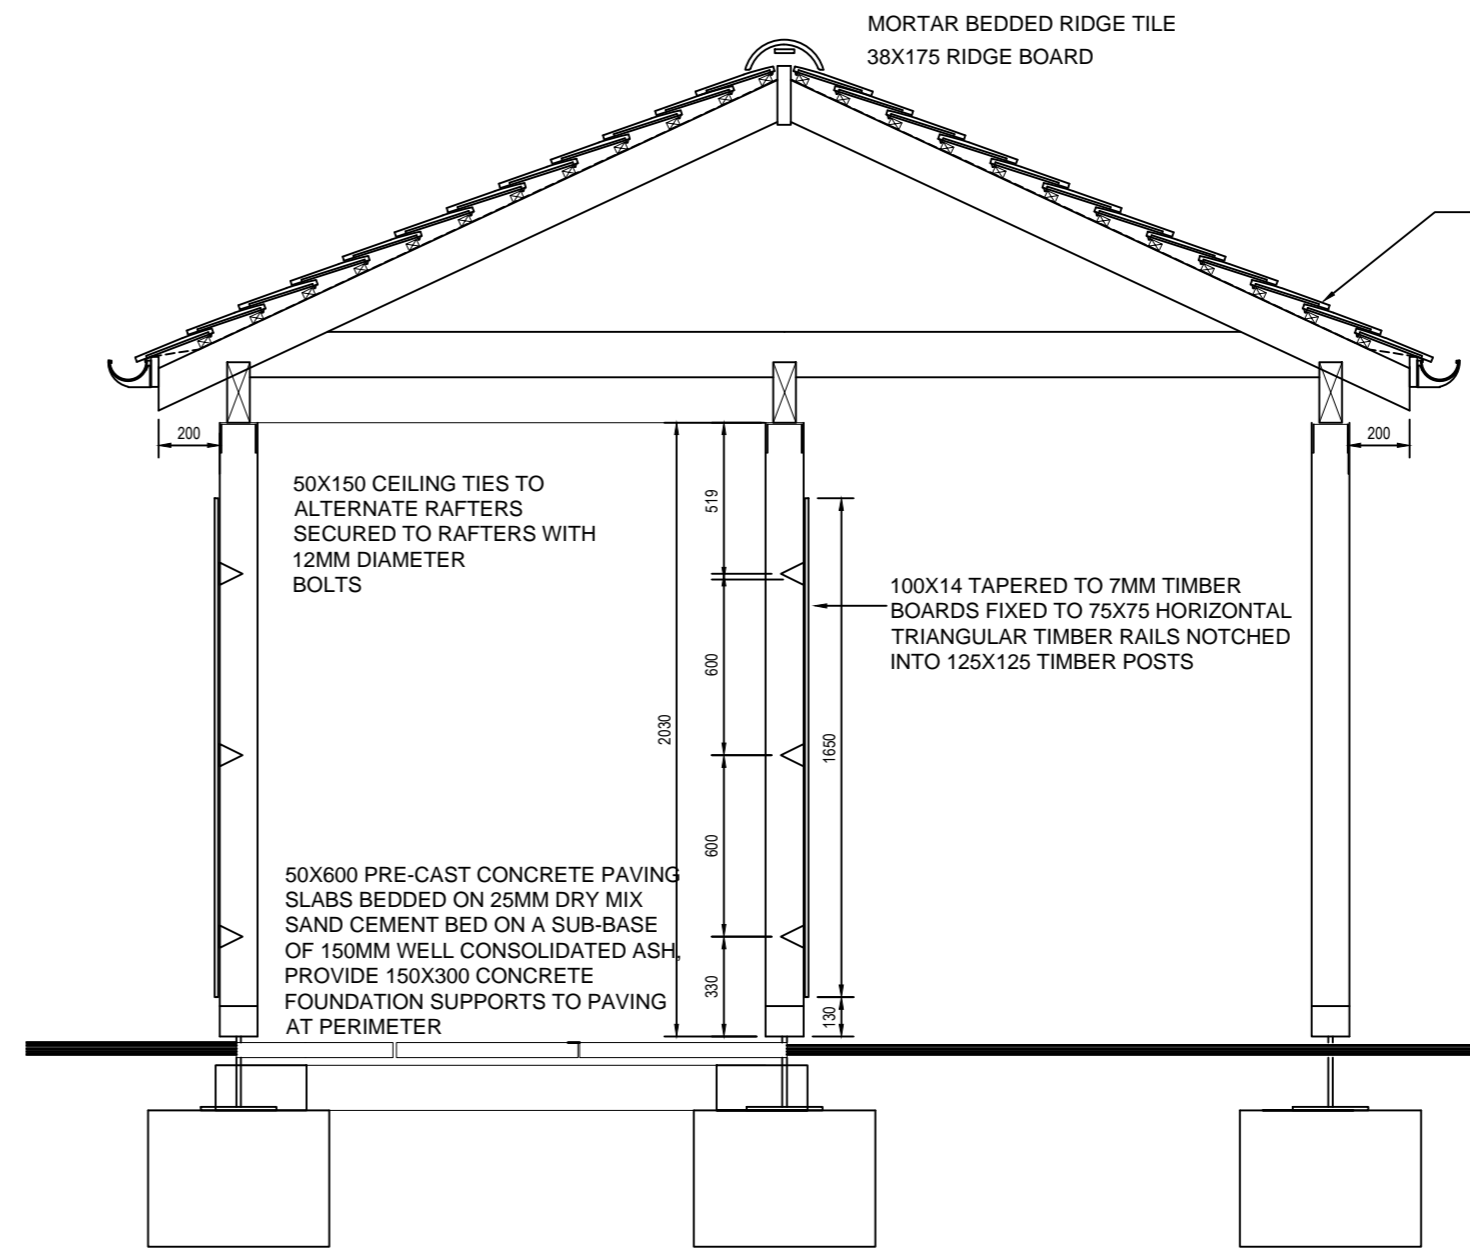 MORTAR BEDDED RIDGE TILE
38X175 RIDGE BOARD
200
200
50X150 CEILING TIES TO
ALTERNATE RAFTERS
SECURED TO RAFTERS WITH
12MM DIAMETER
BOLTS
519
600
2030
600
330
1650
130
100X14 TAPERED TO 7MM TIMBER
BOARDS FIXED TO 75X75 HORIZONTAL
TRIANGULAR TIMBER RAILS NOTCHED
INTO 125X125 TIMBER POSTS
50X600 PRE-CAST CONCRETE PAVING
SLABS BEDDED ON 25MM DRY MIX
SAND CEMENT BED ON A SUB-BASE
OF 150MM WELL CONSOLIDATED ASH,
PROVIDE 150X300 CONCRETE
FOUNDATION SUPPORTS TO PAVING
AT PERIMETER